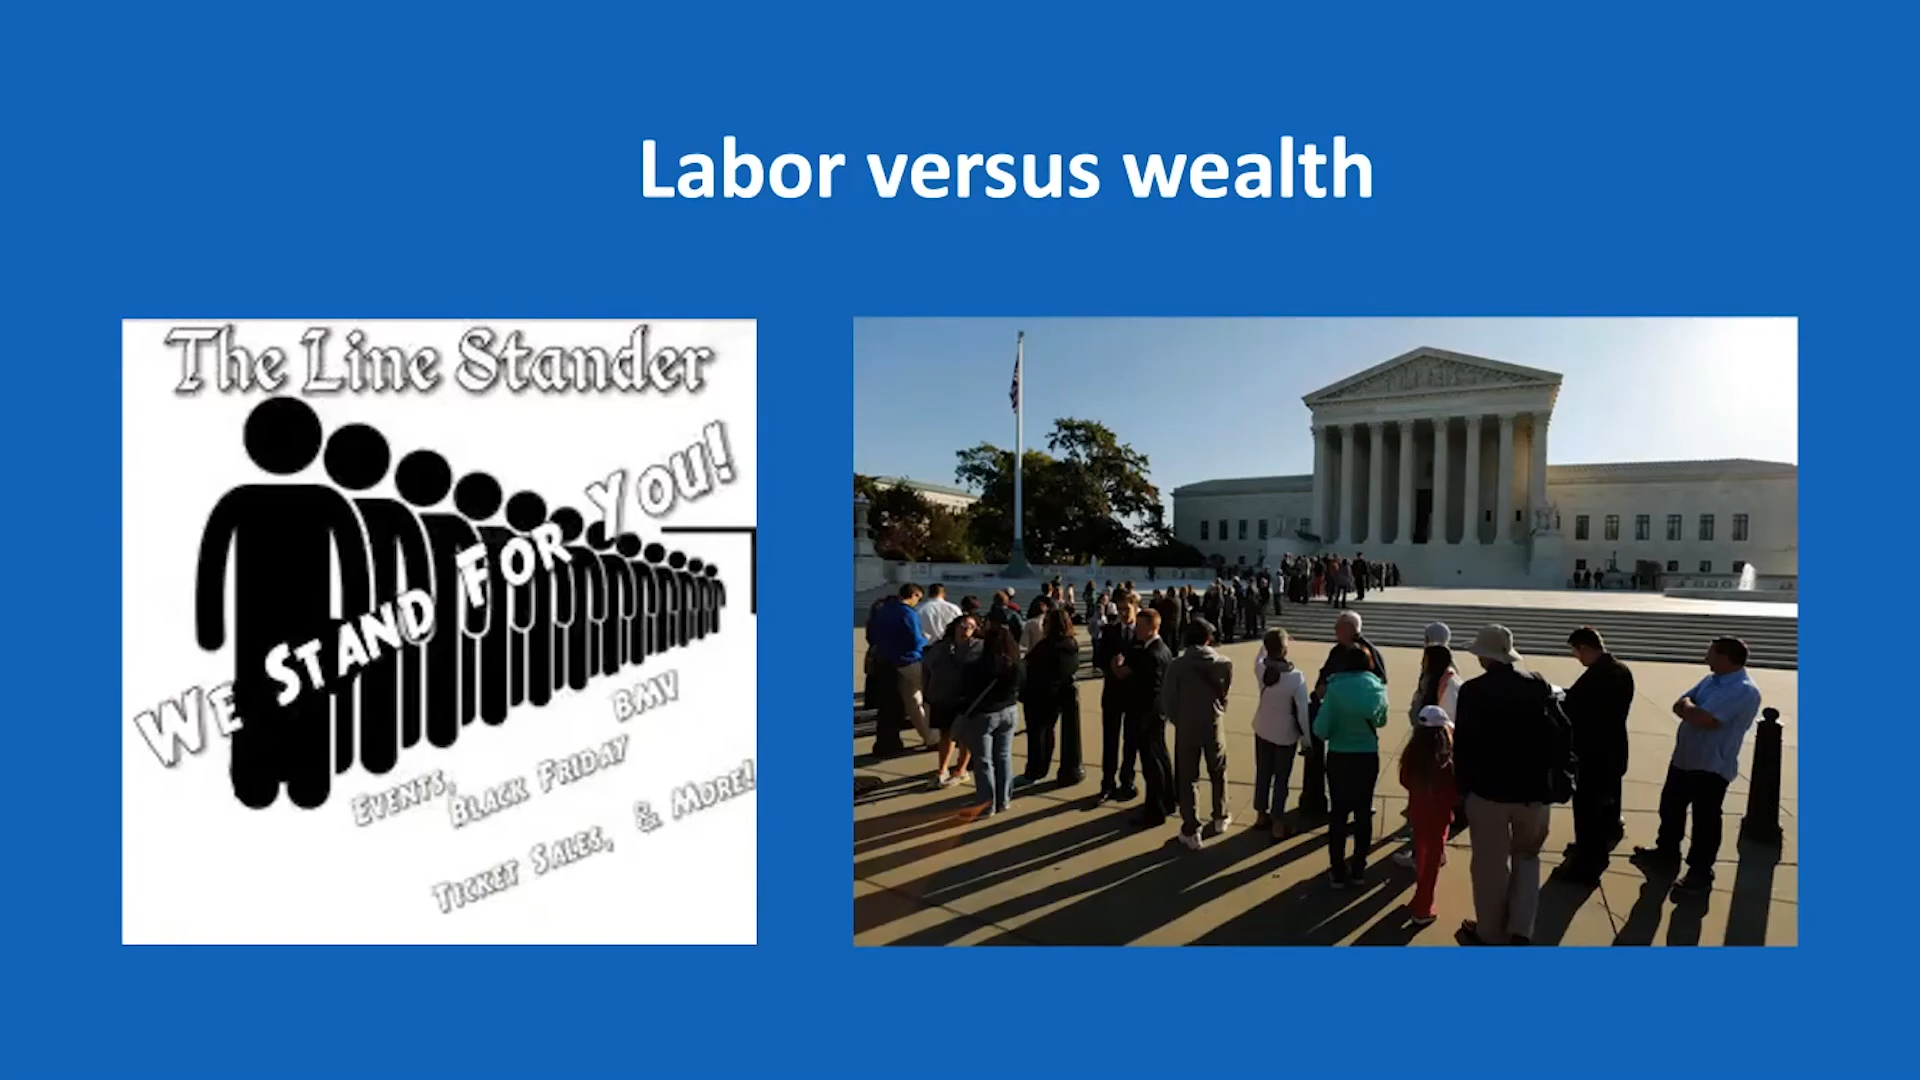 Labor versus wealth
The Line Stander
We Stand For You!
BMV
Events,
Black Friday
Ticket Sales, & More!